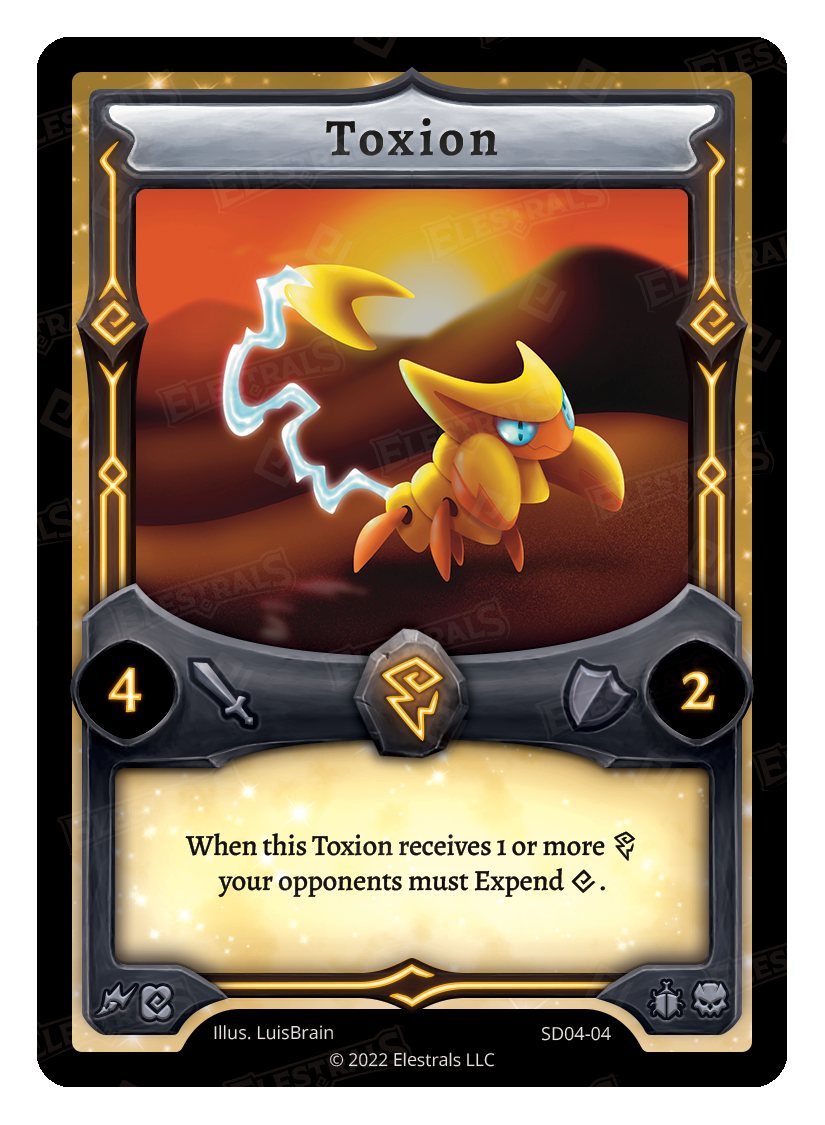 Toxion
4
2
When this Toxion receives 1 or more
your opponents must Expend .
Illus. LuisBrain
SD04-04
© 2022 Elestrals LLC
ELESTRALS